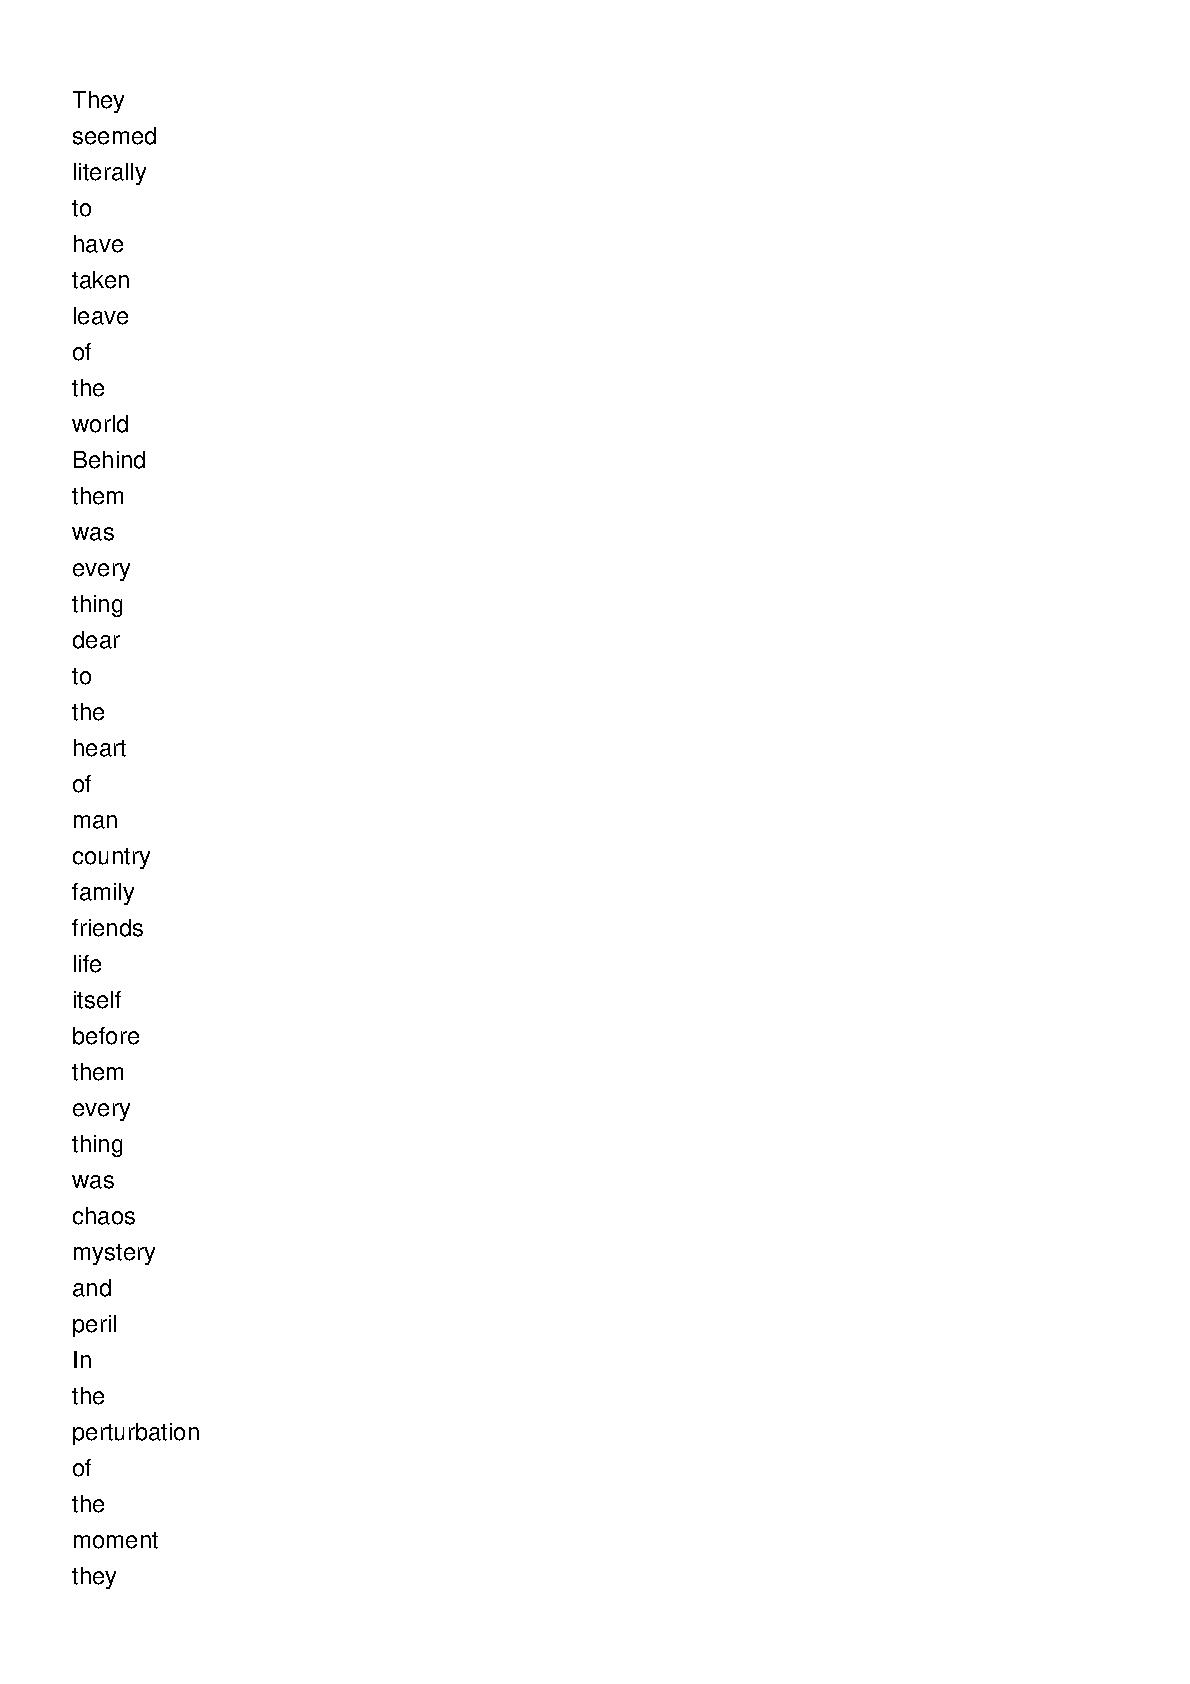 They
seemed
literally
to
have
taken
leave
of
the
world
Behind
them
was
every
thing
dear
to
the
heart
of
man
country
family
friends
life
itself
before
them
every
thing
was
chaos
mystery
and
peril
In
the
perturbation
of
the
moment
they